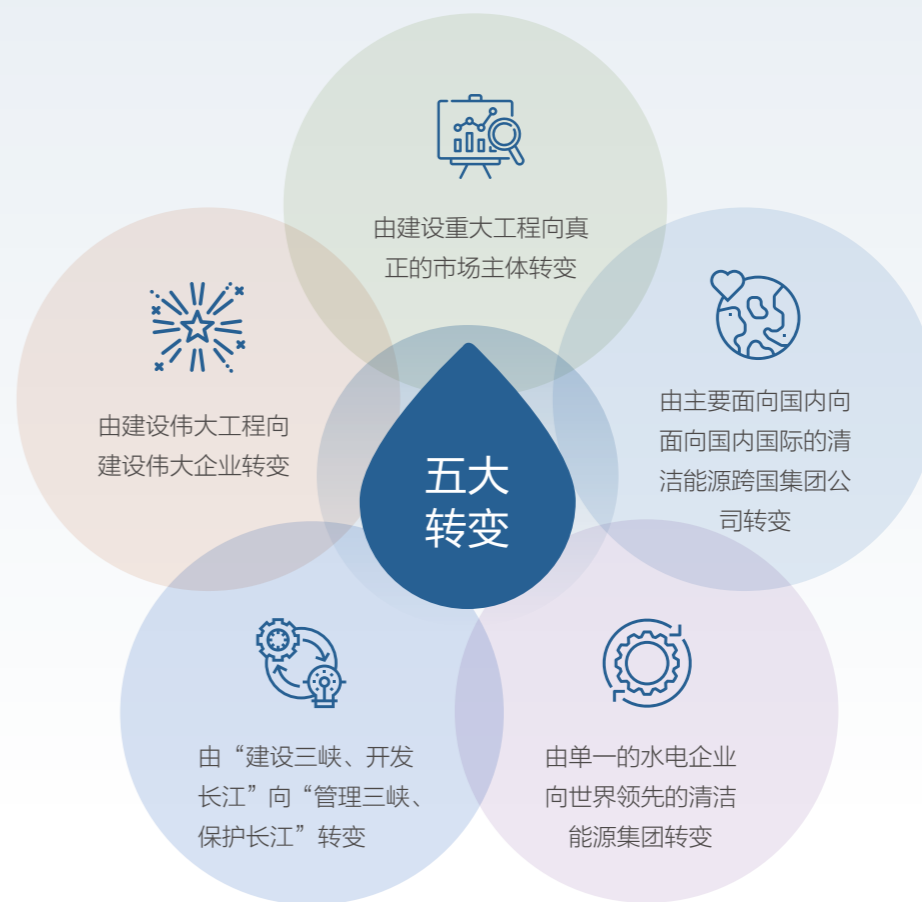 由建设重大工程向真
正的市场主体转变
由建设伟大工程向
建设伟大企业转变
由主要面向国内向
面向国内国际的清
洁能源跨国集团公
司转变
五大
转变
由“建设三峡、开发
长江”向“管理三峡、
保护长江”转变
由单一的水电企业
向世界领先的清洁
能源集团转变